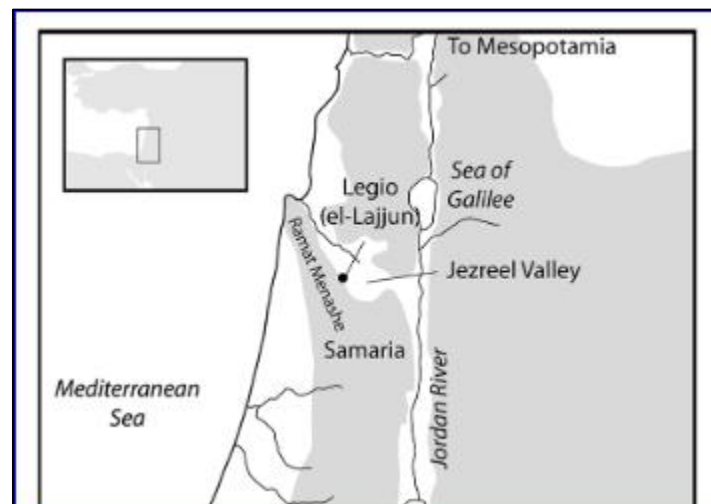 To Mesopotamia
Sea of
Galilee
Legio
(el-Lajjun)
Ramat Menashe
Jezreel Valley
Samaria
Mediterranean
Sea
Jordan River